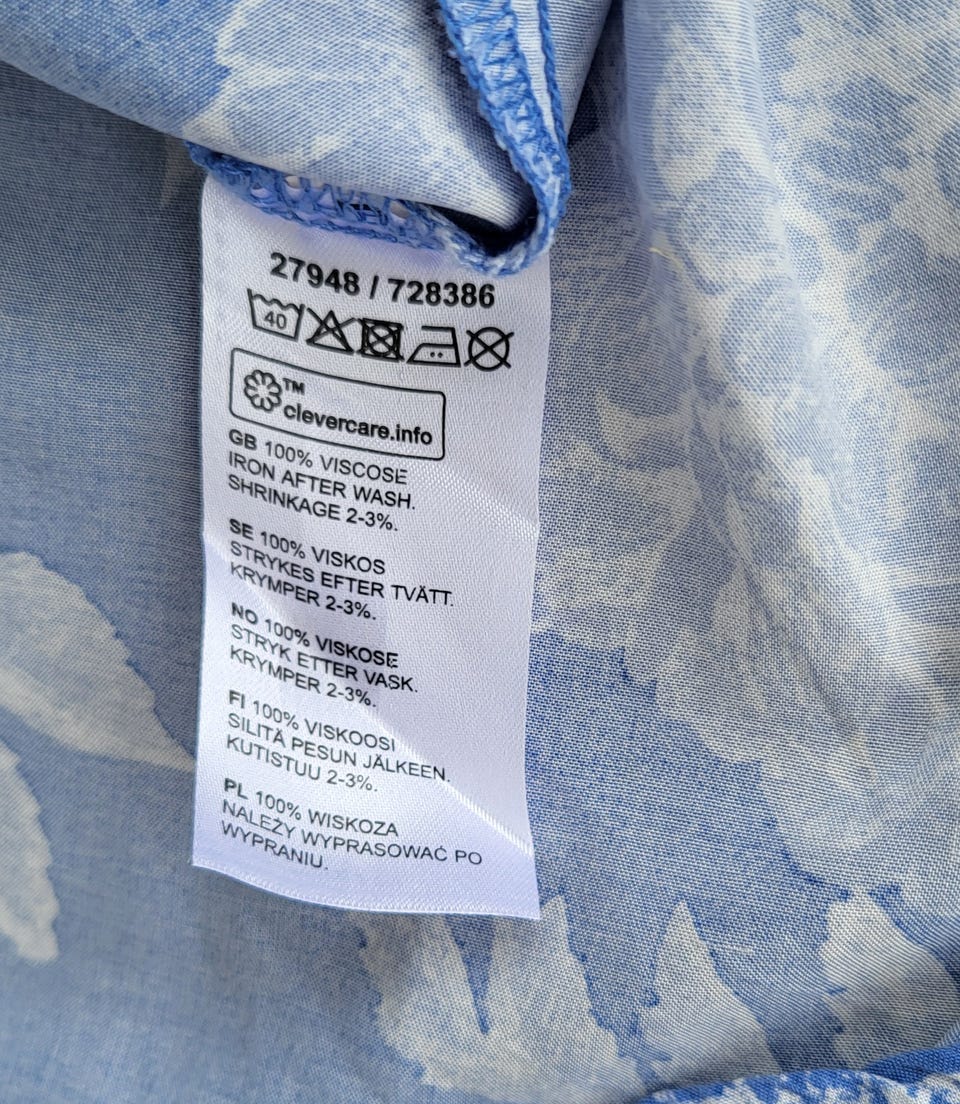 27948 / 728386
40
TM
clevercare.info
GB 100% VISCOSE
IRON AFTER WASH.
SHRINKAGE 2-3%.
SE 100% VISKOS
STRYKES EFTER TVÄTT.
KRYMPER 2-3%.
NO 100% VISKOSE
STRYK ETTER VASK.
KRYMPER 2-3%.
FI 100% VISKOOSI
SILITÄ PESUN JÄLKEEN.
KUTISTUU 2-3%.
PL 100% WISKOZA
NALEŻY WYPRASOWAĆ PO
WYPRANIU.